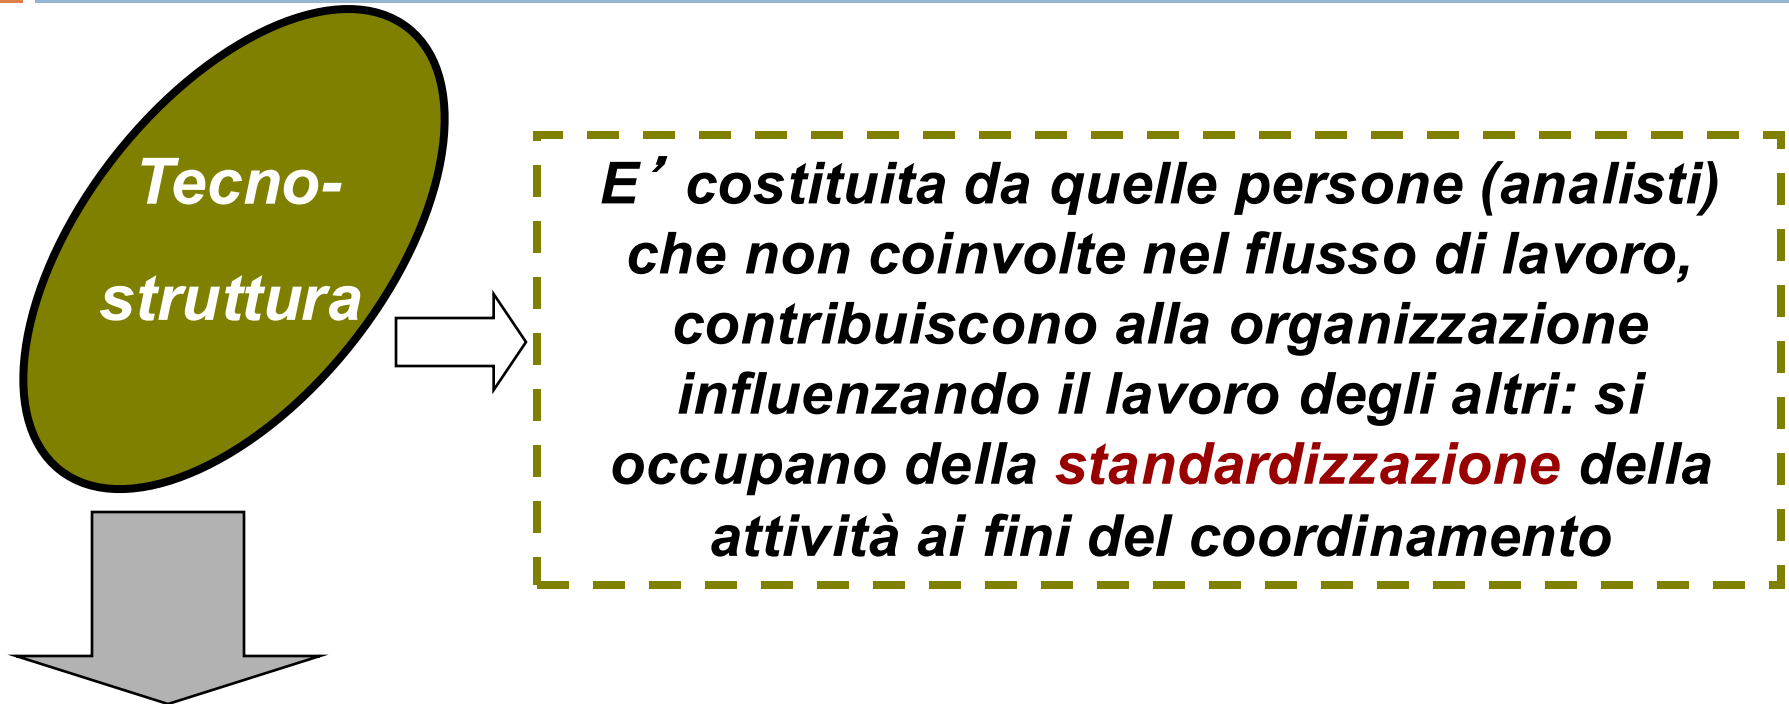 Tecno-
struttura
E’ costituita da quelle persone (analisti)
che non coinvolte nel flusso di lavoro,
contribuiscono alla organizzazione
influenzando il lavoro degli altri: si
occupano della standardizzazione della
attività ai fini del coordinamento